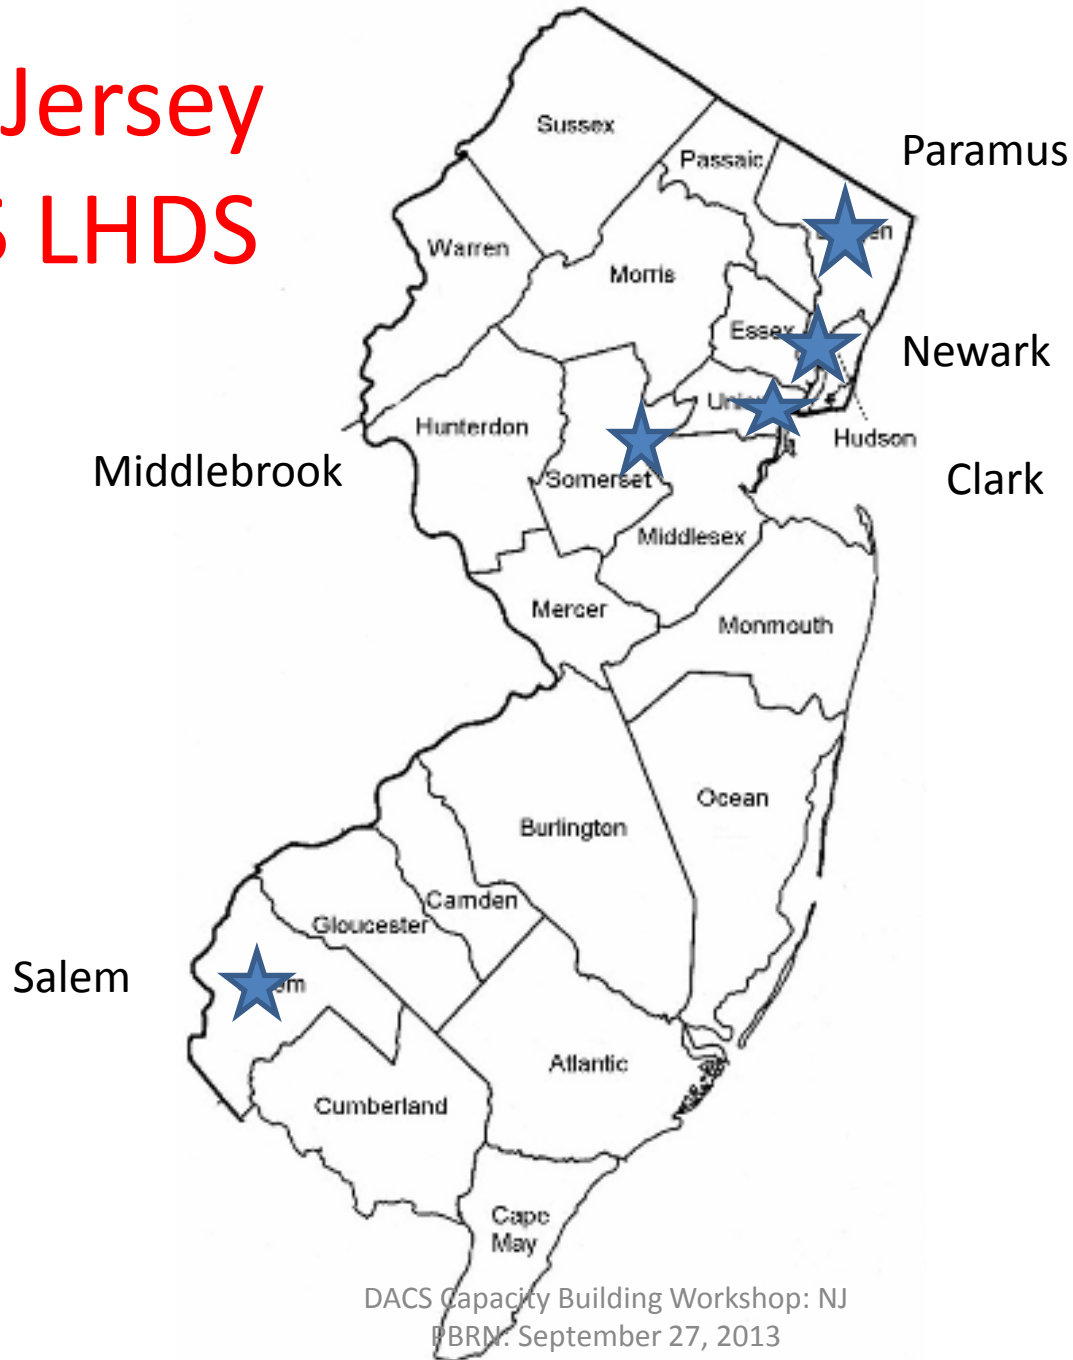 Jersey
S LHDS
Sussex
Passaic
Paramus
Warren
Morris
Essex
Newark
Hunterdon
Hudson
Middlebrook
Somerset
Clark
Middlesex
Mercer
Monmouth
Ocean
Burlington
Camden
Gloucester
Salem
Atlantic
Cumberland
Cape
May
DACS Capacity Building Workshop: NJ
PBRN: September 27, 2013